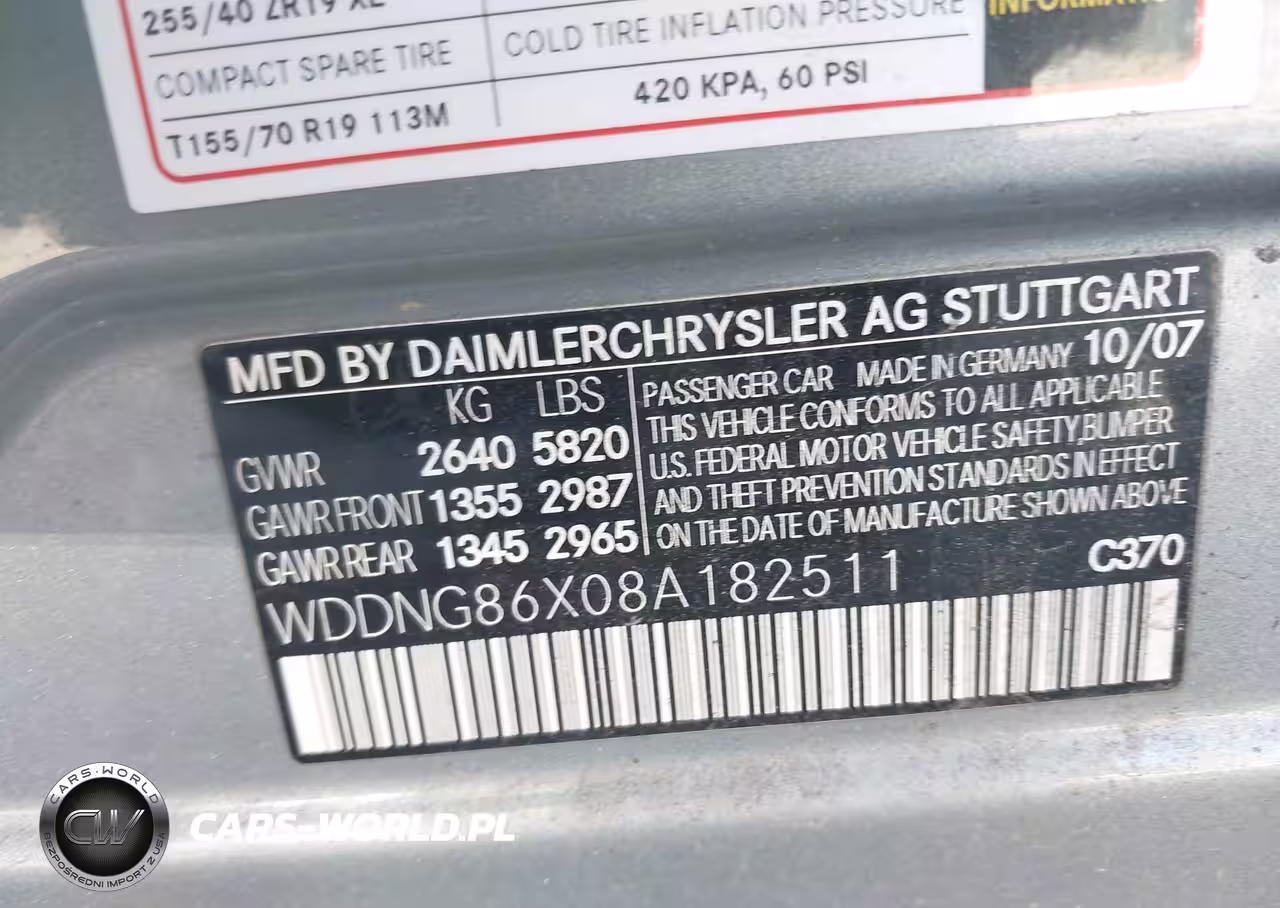 255/40 ZR19 XL
COMPACT SPARE TIRE COLD TIRE INFLATION PRESSURE
T155/70 R19 113M 420 KPA, 60 PSI
MFD BY DAIMLERCHRYSLER AG STUTTGART
KG LBS PASSENGER CAR MADE IN GERMANY 10/07
GVWR 2640 5820 THIS VEHICLE CONFORMS TO ALL APPLICABLE
GAWR FRONT 1355 2987 U.S. FEDERAL MOTOR VEHICLE SAFETY,BUMPER
GAWR REAR 1345 2965 AND THEFT PREVENTION STANDARDS IN EFFECT
ON THE DATE OF MANUFACTURE SHOWN ABOVE
WDDNG86X08A182511 C370
CARS-WORLD
CW
BEZPOŚREDNI IMPORT Z USA
CARS-WORLD.PL